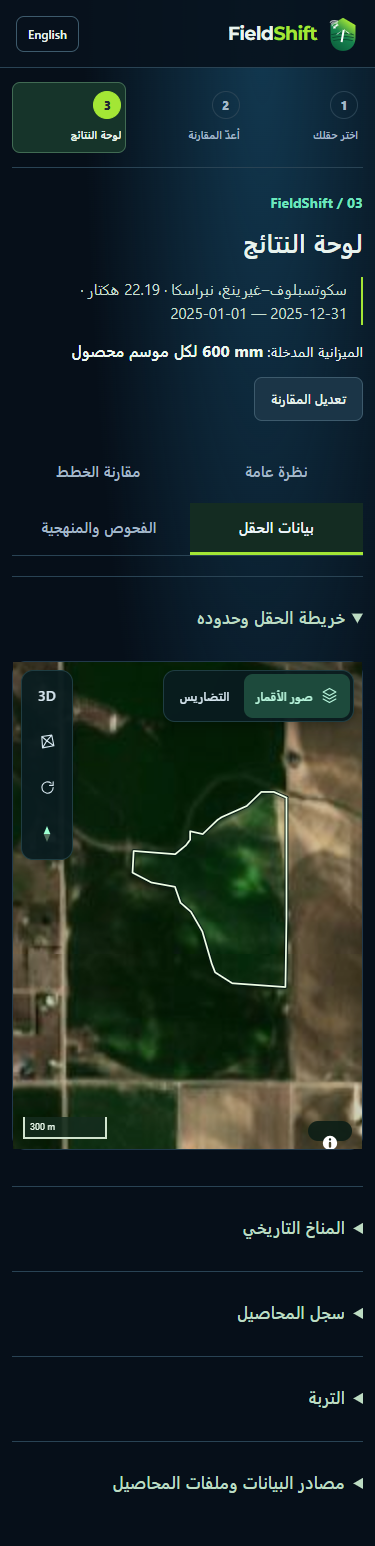 FieldShift
English
1
اختر حقلك
2
أعدّ المقارنة
3
لوحة النتائج
FieldShift / 03
لوحة النتائج
سكوتسبلوف–غيرينغ، نبراسكا · 22.19 هكتار ·
2025-01-01 — 2025-12-31
الميزانية المدخلة: 600 mm لكل موسم محصول
تعديل المقارنة
نظرة عامة
مقارنة الخطط
بيانات الحقل
الفحوص والمنهجية
خريطة الحقل وحدوده
صور الأقمار
التضاريس
3D
300 m
المناخ التاريخي
سجل المحاصيل
التربة
مصادر البيانات وملفات المحاصيل